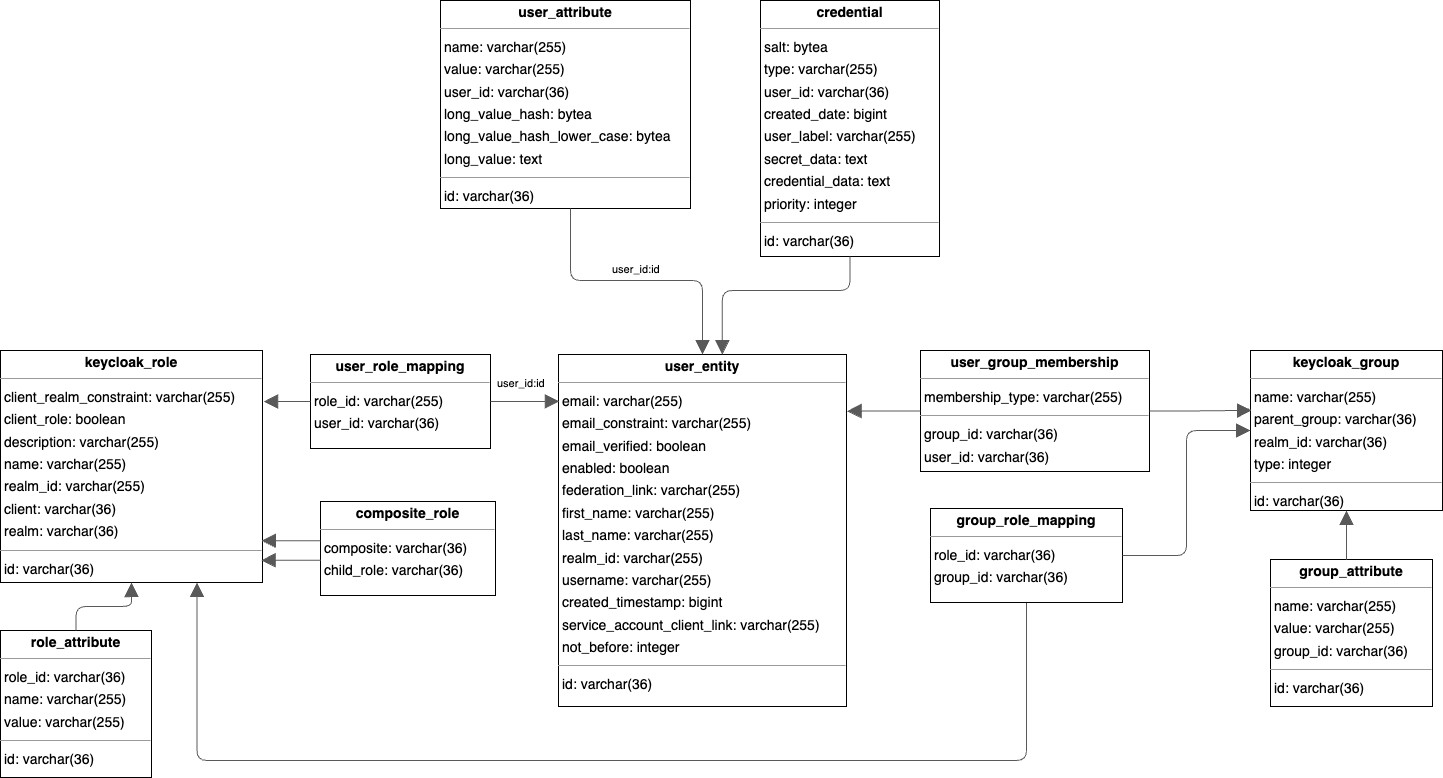 user_attribute
name: varchar(255)
value: varchar(255)
user_id: varchar(36)
long_value_hash: bytea
long_value_hash_lower_case: bytea
long_value: text
id: varchar(36)
credential
salt: bytea
type: varchar(255)
user_id: varchar(36)
created_date: bigint
user_label: varchar(255)
secret_data: text
credential_data: text
priority: integer
id: varchar(36)
user_id:id
keycloak_role
client_realm_constraint: varchar(255)
client_role: boolean
description: varchar(255)
name: varchar(255)
realm_id: varchar(255)
client: varchar(36)
realm: varchar(36)
id: varchar(36)
user_role_mapping
role_id: varchar(255)
user_id: varchar(36)
user_id:id
user_entity
email: varchar(255)
email_constraint: varchar(255)
email_verified: boolean
enabled: boolean
federation_link: varchar(255)
first_name: varchar(255)
last_name: varchar(255)
realm_id: varchar(255)
username: varchar(255)
created_timestamp: bigint
service_account_client_link: varchar(255)
not_before: integer
id: varchar(36)
user_group_membership
membership_type: varchar(255)
group_id: varchar(36)
user_id: varchar(36)
keycloak_group
name: varchar(255)
parent_group: varchar(36)
realm_id: varchar(36)
type: integer
id: varchar(36)
composite_role
composite: varchar(36)
child_role: varchar(36)
group_role_mapping
role_id: varchar(36)
group_id: varchar(36)
group_attribute
name: varchar(255)
value: varchar(255)
group_id: varchar(36)
id: varchar(36)
role_attribute
role_id: varchar(36)
name: varchar(255)
value: varchar(255)
id: varchar(36)